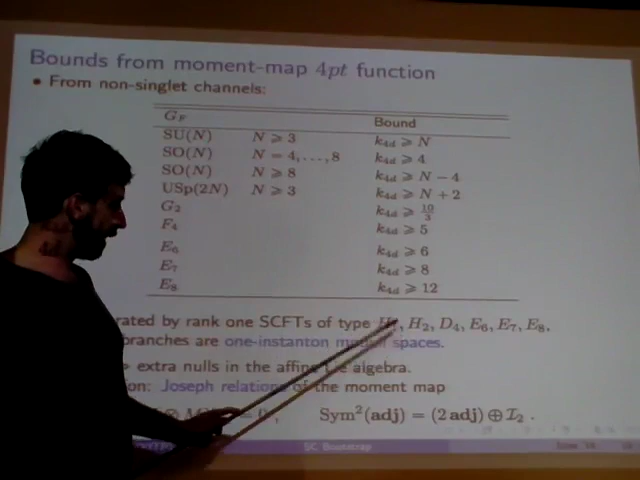 Bounds from moment-map 4pt function
• From non-singlet channels:
G_F Bound
SU(N) N ⩾ 3 k_4d ⩾ N
SO(N) N = 4, …, 8 k_4d ⩾ 4
SO(N) N ⩾ 8 k_4d ⩾ N − 4
USp(2N) N ⩾ 3 k_4d ⩾ N + 2
G_2 k_4d ⩾ 10/3
F_4 k_4d ⩾ 5
E_6 k_4d ⩾ 6
E_7 k_4d ⩾ 8
E_8 k_4d ⩾ 12
rated by rank one SCFTs of type H_1, H_2, D_4, E_6, E_7, E_8,
branches are one-instanton spaces.
extra nulls in the affine Lie algebra.
ion: Joseph relations of the moment map
= 0, Sym²(adj) = (2 adj) ⊕ I_2 .
SC Bootstrap